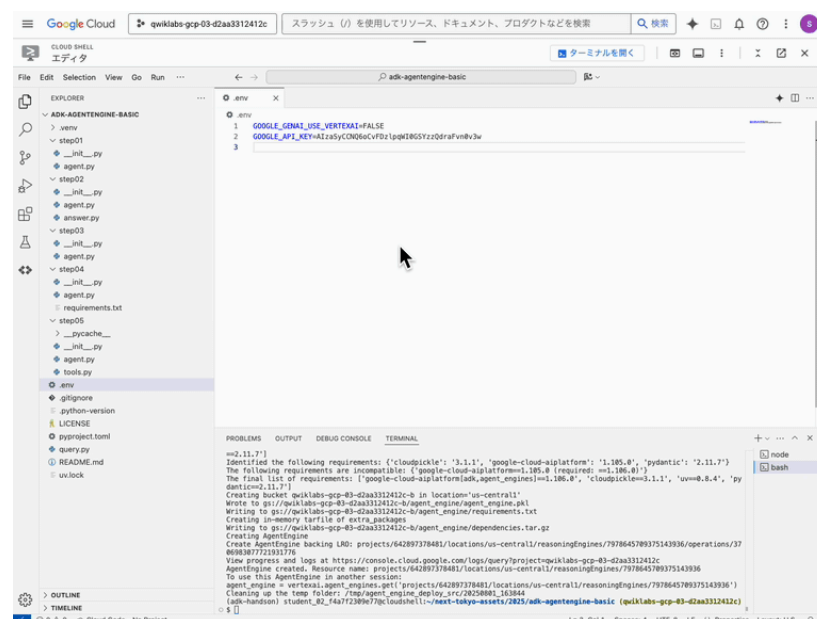 Google Cloud
qwiklabs-gcp-03-d2aa3312412c
スラッシュ（/）を使用してリソース、ドキュメント、プロダクトなどを検索
検索
S
CLOUD SHELL
エディタ
ターミナルを開く
File Edit Selection View Go Run ···
adk-agentengine-basic
EXPLORER
ADK-AGENTENGINE-BASIC
.venv
step01
__init__.py
agent.py
step02
__init__.py
agent.py
answer.py
step03
__init__.py
agent.py
step04
__init__.py
agent.py
requirements.txt
step05
__pycache__
__init__.py
agent.py
tools.py
.env
.gitignore
.python-version
LICENSE
pyproject.toml
query.py
README.md
uv.lock
OUTLINE
TIMELINE
.env
.env
1 GOOGLE_GENAI_USE_VERTEXAI=FALSE
2 
3
PROBLEMS OUTPUT DEBUG CONSOLE TERMINAL
node
bash
==2.11.7']
Identified the following requirements: {'cloudpickle': '3.1.1', 'google-cloud-aiplatform': '1.105.0', 'pydantic': '2.11.7'}
The following requirements are incompatible: {'google-cloud-aiplatform==1.105.0 (required: ==1.106.0)'}
The final list of requirements: ['google-cloud-aiplatform[adk,agent_engines]==1.106.0', 'cloudpickle==3.1.1', 'uv==0.8.4', 'py
dantic==2.11.7']
Creating bucket qwiklabs-gcp-03-d2aa3312412c-b in location='us-central1'
Wrote to gs://qwiklabs-gcp-03-d2aa3312412c-b/agent_engine/agent_engine.pkl
Writing to gs://qwiklabs-gcp-03-d2aa3312412c-b/agent_engine/requirements.txt
Creating in-memory tarfile of extra_packages
Writing to gs://qwiklabs-gcp-03-d2aa3312412c-b/agent_engine/dependencies.tar.gz
Creating AgentEngine
Create AgentEngine backing LRO: projects/642897378481/locations/us-central1/reasoningEngines/7978645709375143936/operations/37
06983077721931776
View progress and logs at https://console.cloud.google.com/logs/query?project=qwiklabs-gcp-03-d2aa3312412c
AgentEngine created. Resource name: projects/642897378481/locations/us-central1/reasoningEngines/7978645709375143936
To use this AgentEngine in another session:
agent_engine = vertexai.agent_engines.get('projects/642897378481/locations/us-central1/reasoningEngines/7978645709375143936')
Cleaning up the temp folder: /tmp/agent_engine_deploy_src/20250801_163844
(adk-handson) student_02_f4a7f2309e77@cloudshell:~/next-tokyo-assets/2025/adk-agentengine-basic (qwiklabs-gcp-03-d2aa3312412c)
$